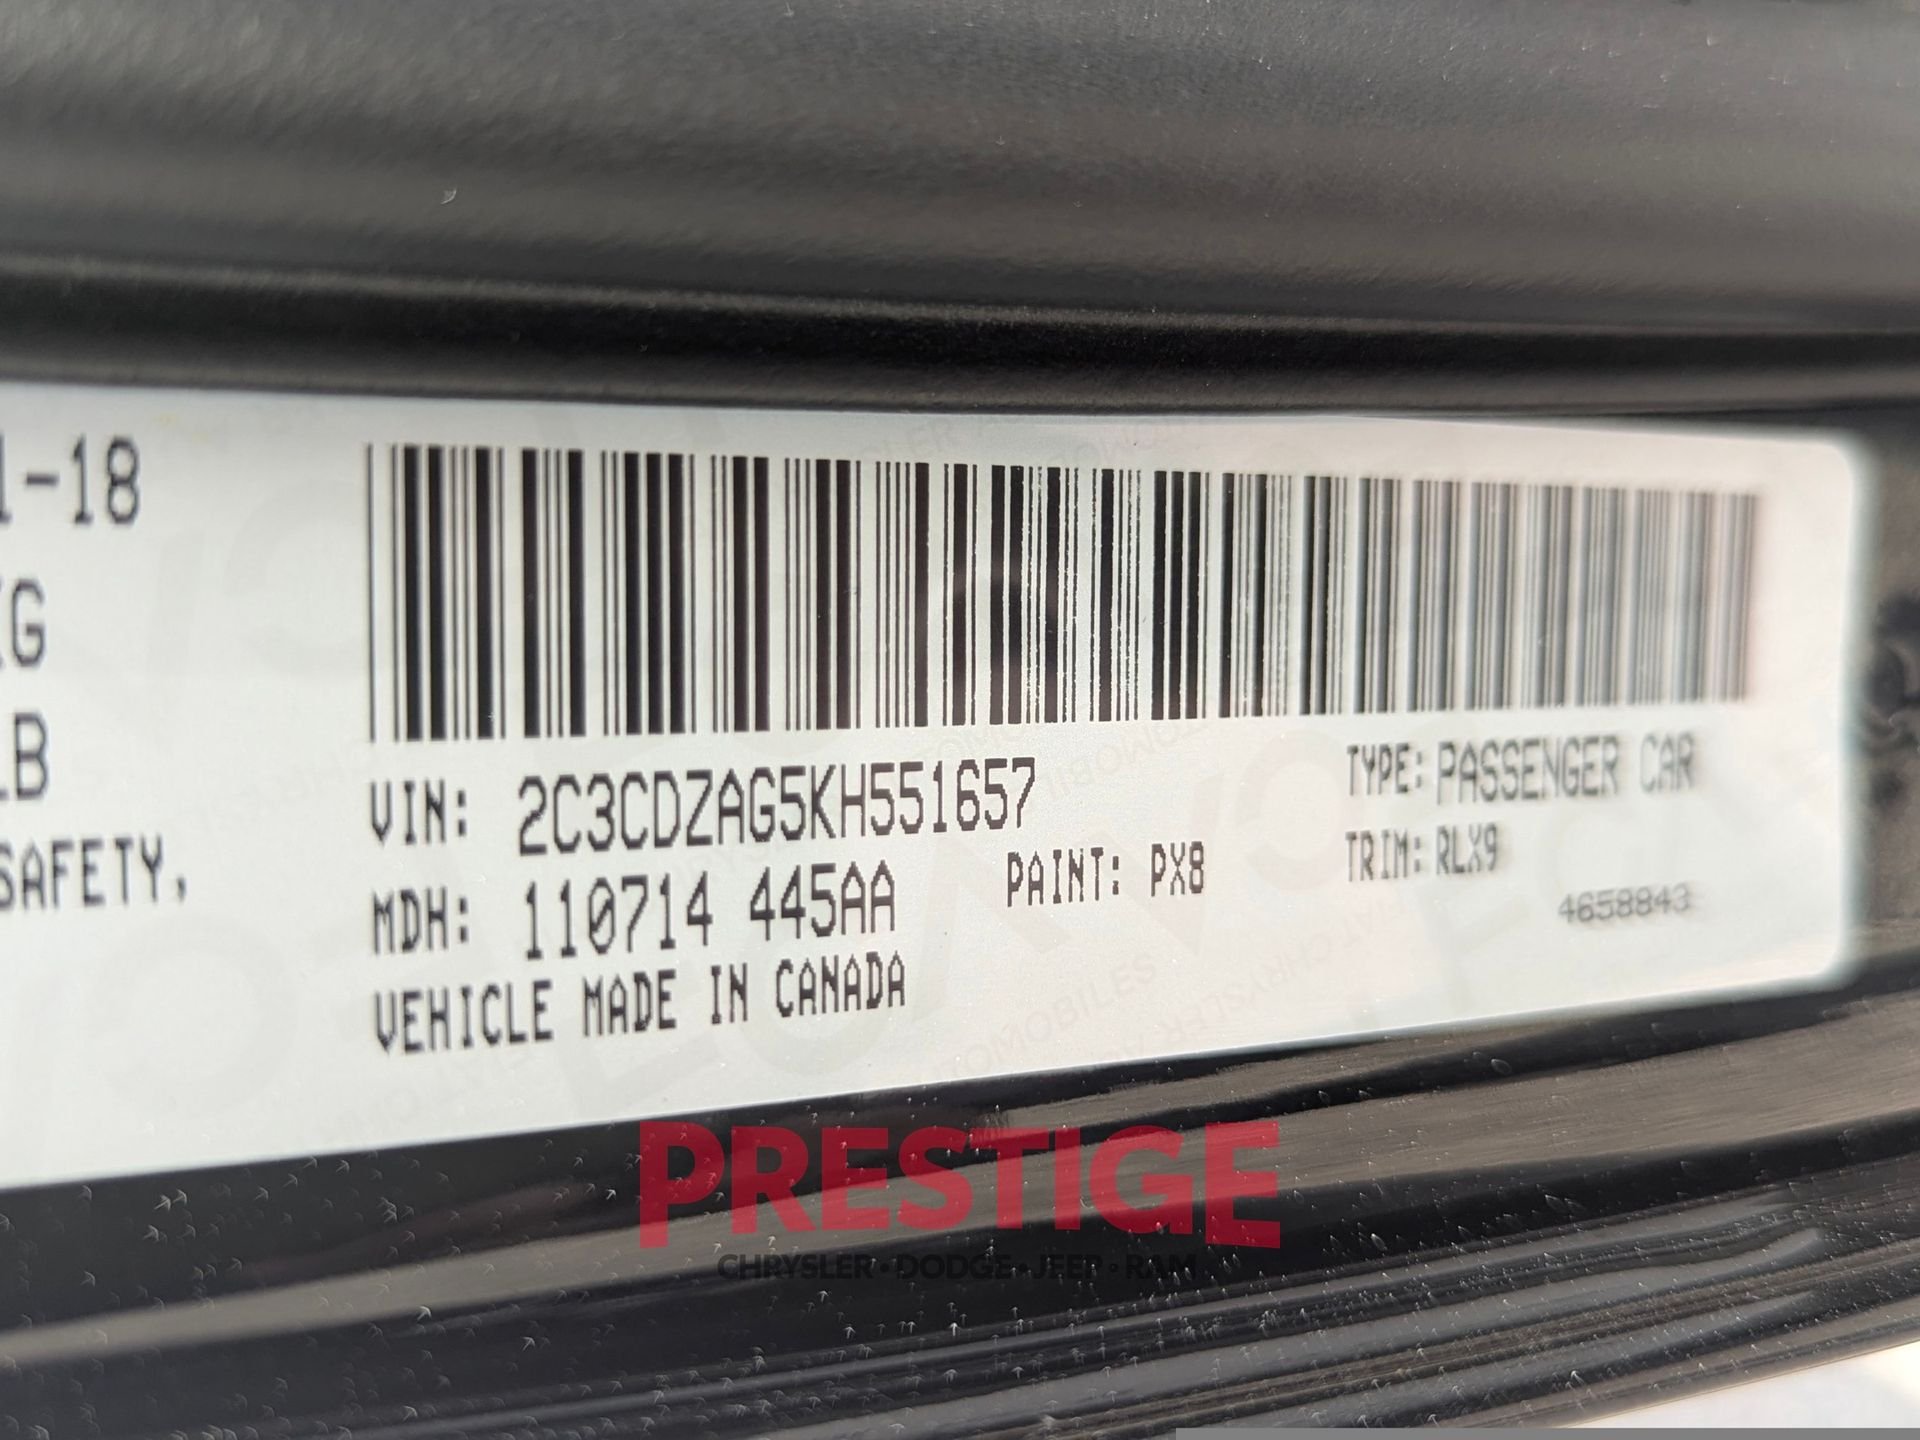 1-18
KG
LB
SAFETY,
VIN: 2C3CDZAG5KH551657
TYPE: PASSENGER CAR
MDH: 110714 445AA
PAINT: PX8
TRIM: RLX9
VEHICLE MADE IN CANADA
4658843
PRESTIGE
CHRYSLER • DODGE • JEEP • RAM